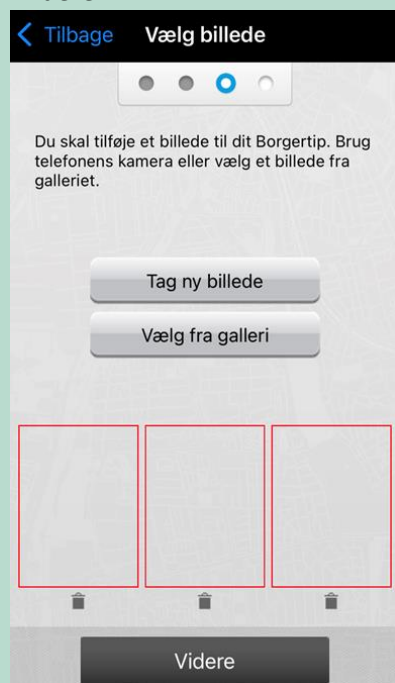 Tilbage Vælg billede
Du skal tilføje et billede til dit Borgertip. Brug
telefonens kamera eller vælg et billede fra
galleriet.
Tag ny billede
Vælg fra galleri
Videre